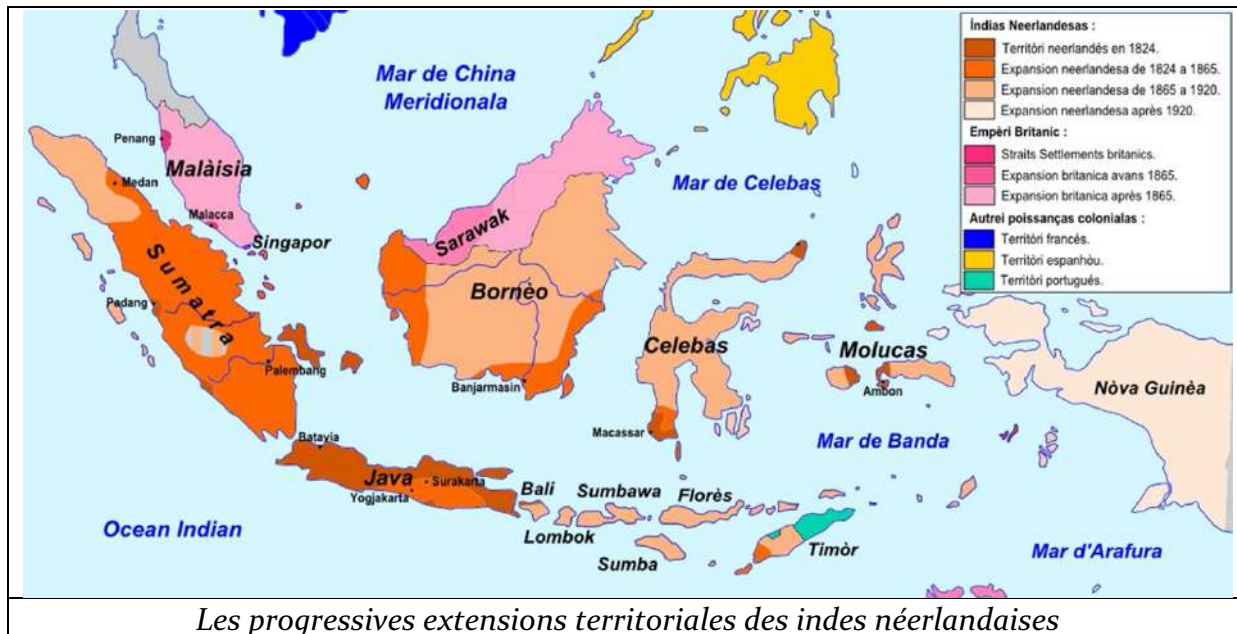 Mar de China
Meridionala
Índias Neerlandesas :
Territòri neerlandés en 1824.
Expansion neerlandesa de 1824 a 1865.
Expansion neerlandesa de 1865 a 1920.
Expansion neerlandesa après 1920.
Empèri Britanic :
Straits Settlements britanics.
Expansion britanica avans 1865.
Expansion britanica après 1865.
Autrei poissanças colonialas :
Territòri francés.
Territòri espanhòu.
Territòri portugués.
Penang
Malàisia
Medan
Mar de Celebas
Malacca
Singapor
Sarawak
Sumatra
Bornèo
Padang
Celebas
Molucas
Palembang
Banjarmasin
Ambon
Nòva Guinèa
Macassar
Mar de Banda
Batavia
Java
Surakarta
Yogjakarta
Bali
Sumbawa
Florès
Ocean Indian
Lombok
Sumba
Timòr
Mar d'Arafura
Les progressives extensions territoriales des indes néerlandaises